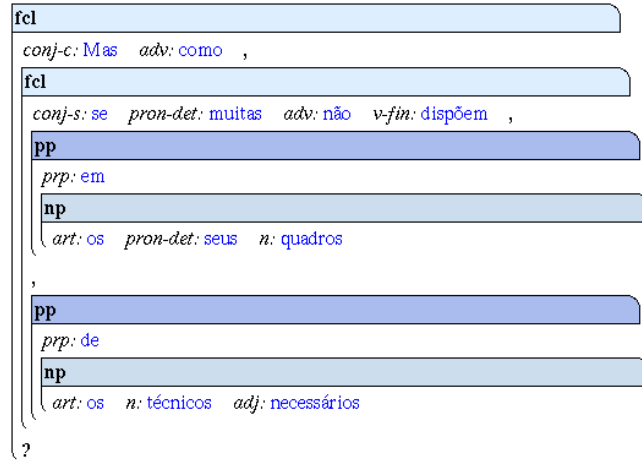 fcl
conj-c: Mas adv: como ,
fcl
conj-s: se pron-det: muitas adv: não v-fin: dispõem ,
pp
prp: em
np
art: os pron-det: seus n: quadros
,
pp
prp: de
np
art: os n: técnicos adj: necessários
?